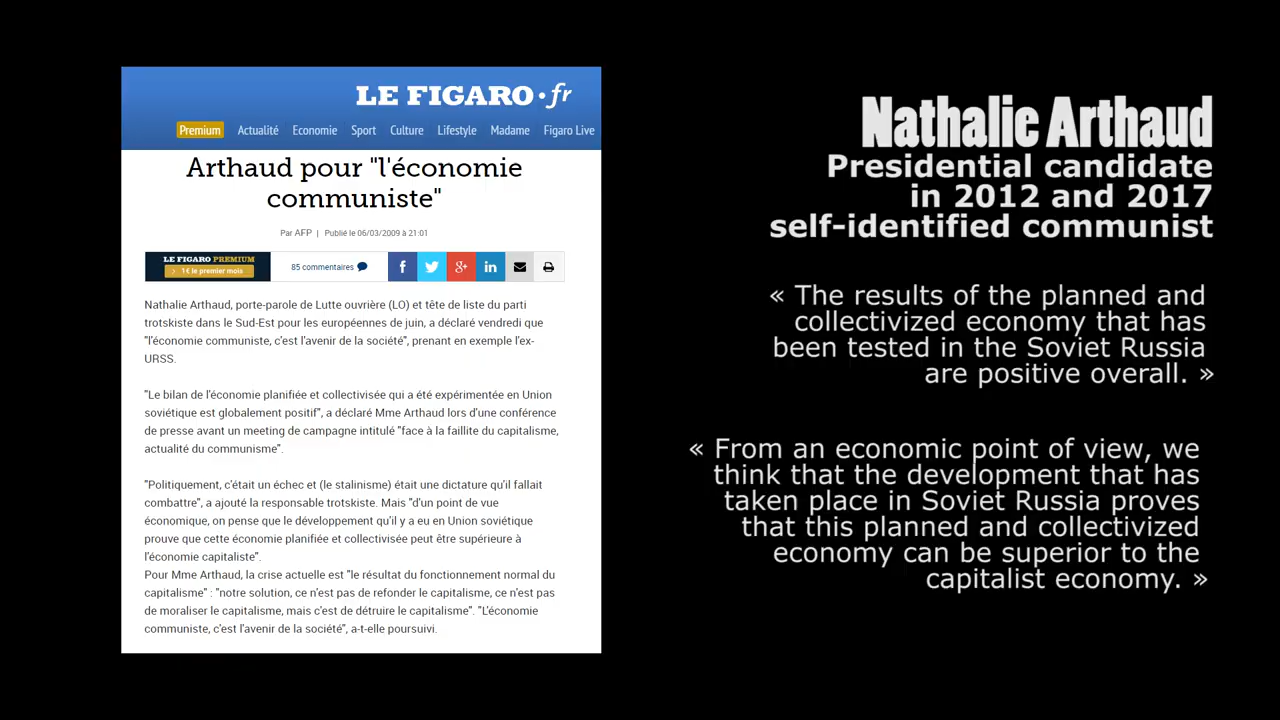 LE FIGARO·fr
Premium Actualité Economie Sport Culture Lifestyle Madame Figaro Live
Arthaud pour "l'économie
communiste"
Par AFP | Publié le 06/03/2009 à 21:01
LE FIGARO PREMIUM
> 1€ le premier mois
85 commentaires
f g+ in
Nathalie Arthaud, porte-parole de Lutte ouvrière (LO) et tête de liste du parti
trotskiste dans le Sud-Est pour les européennes de juin, a déclaré vendredi que
"l'économie communiste, c'est l'avenir de la société", prenant en exemple l'ex-
URSS.
"Le bilan de l'économie planifiée et collectivisée qui a été expérimentée en Union
soviétique est globalement positif", a déclaré Mme Arthaud lors d'une conférence
de presse avant un meeting de campagne intitulé "face à la faillite du capitalisme,
actualité du communisme".
"Politiquement, c'était un échec et (le stalinisme) était une dictature qu'il fallait
combattre", a ajouté la responsable trotskiste. Mais "d'un point de vue
économique, on pense que le développement qu'il y a eu en Union soviétique
prouve que cette économie planifiée et collectivisée peut être supérieure à
l'économie capitaliste".
Pour Mme Arthaud, la crise actuelle est "le résultat du fonctionnement normal du
capitalisme" : "notre solution, ce n'est pas de refonder le capitalisme, ce n'est pas
de moraliser le capitalisme, mais c'est de détruire le capitalisme". "L'économie
communiste, c'est l'avenir de la société", a-t-elle poursuivi.
Nathalie Arthaud
Presidential candidate
in 2012 and 2017
self-identified communist
« The results of the planned and
collectivized economy that has
been tested in the Soviet Russia
are positive overall. »
« From an economic point of view, we
think that the development that has
taken place in Soviet Russia proves
that this planned and collectivized
economy can be superior to the
capitalist economy. »